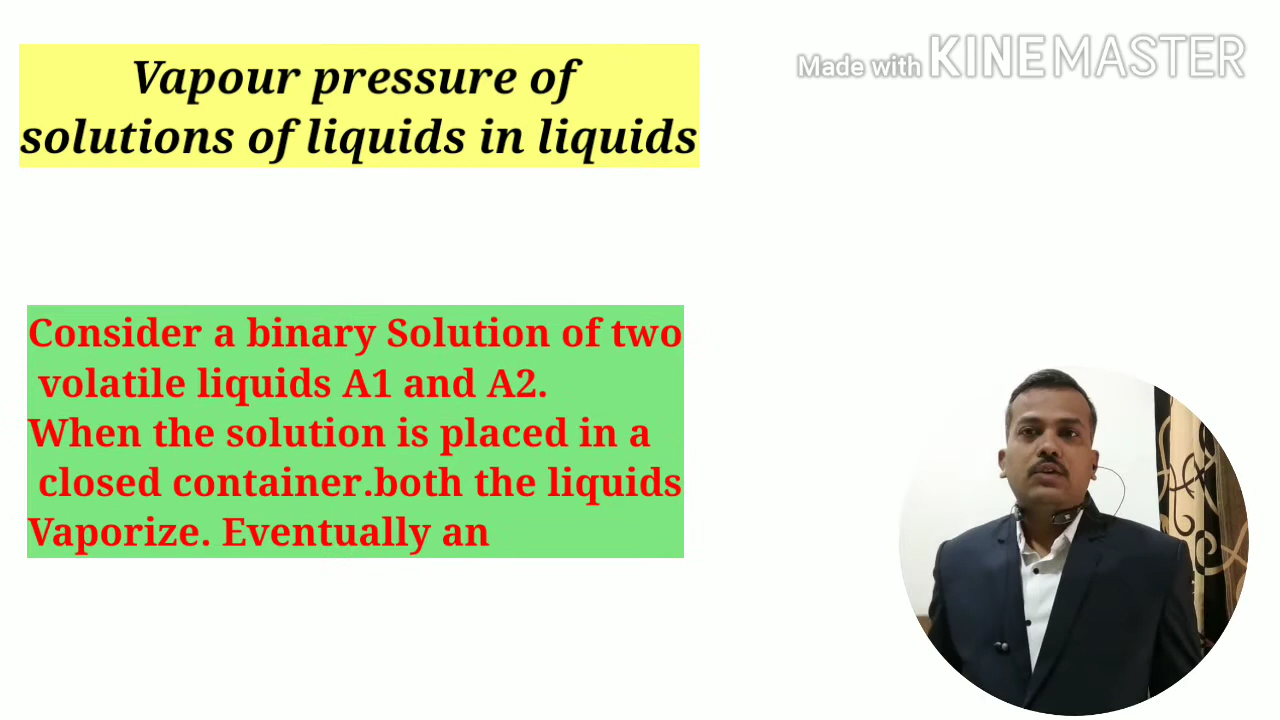 Vapour pressure of
solutions of liquids in liquids
Made with KINEMASTER
Consider a binary Solution of two
volatile liquids A1 and A2.
When the solution is placed in a
closed container.both the liquids
Vaporize. Eventually an